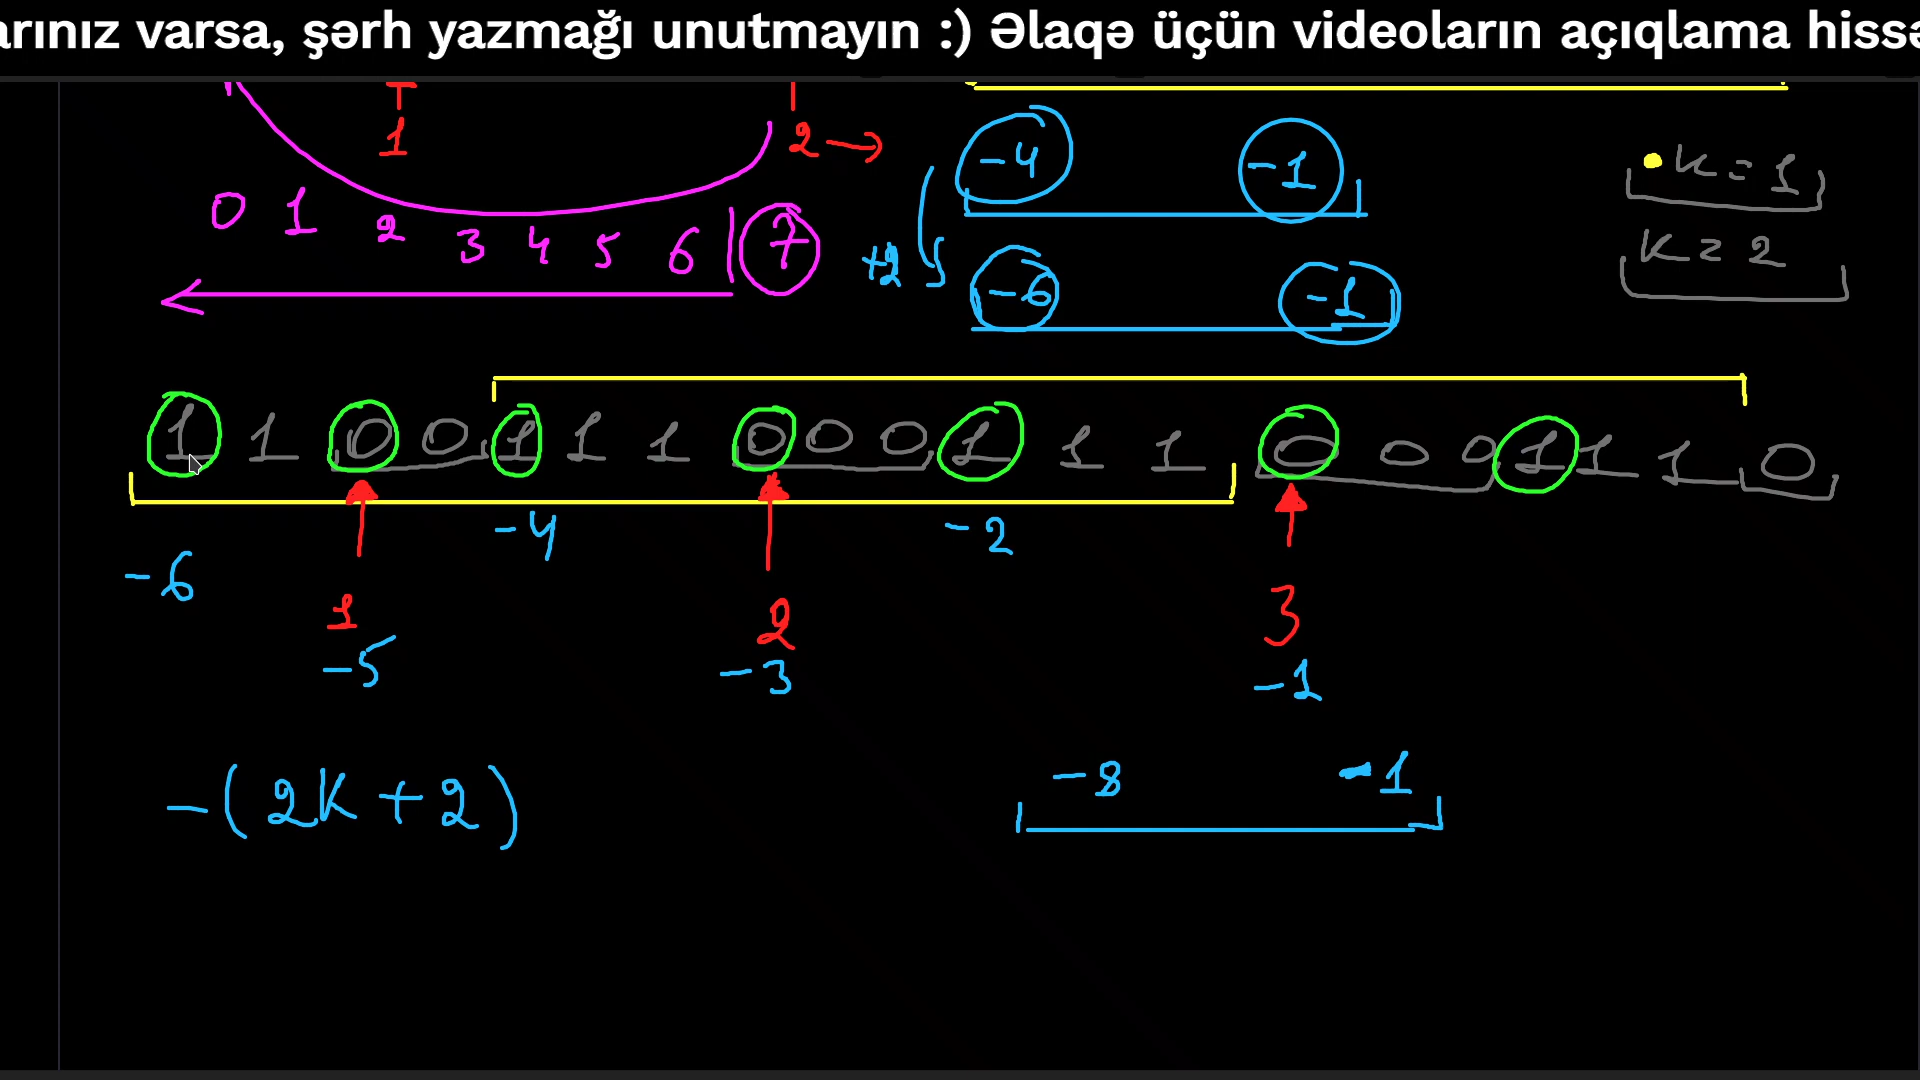 arınız varsa, şərh yazmağı unutmayın :) Əlaqə üçün videoların açıqlama hissə
1 2
-4 -1 k = 1
0 1 2 3 4 5 6 7 +2 k = 2
-6 -1
1 1 0 0 1 1 1 0 0 0 1 1 1 0 0 0 1 1 1 0
-6 -4 -2
1 2 3
-5 -3 -1
-(2k+2) -8 -1